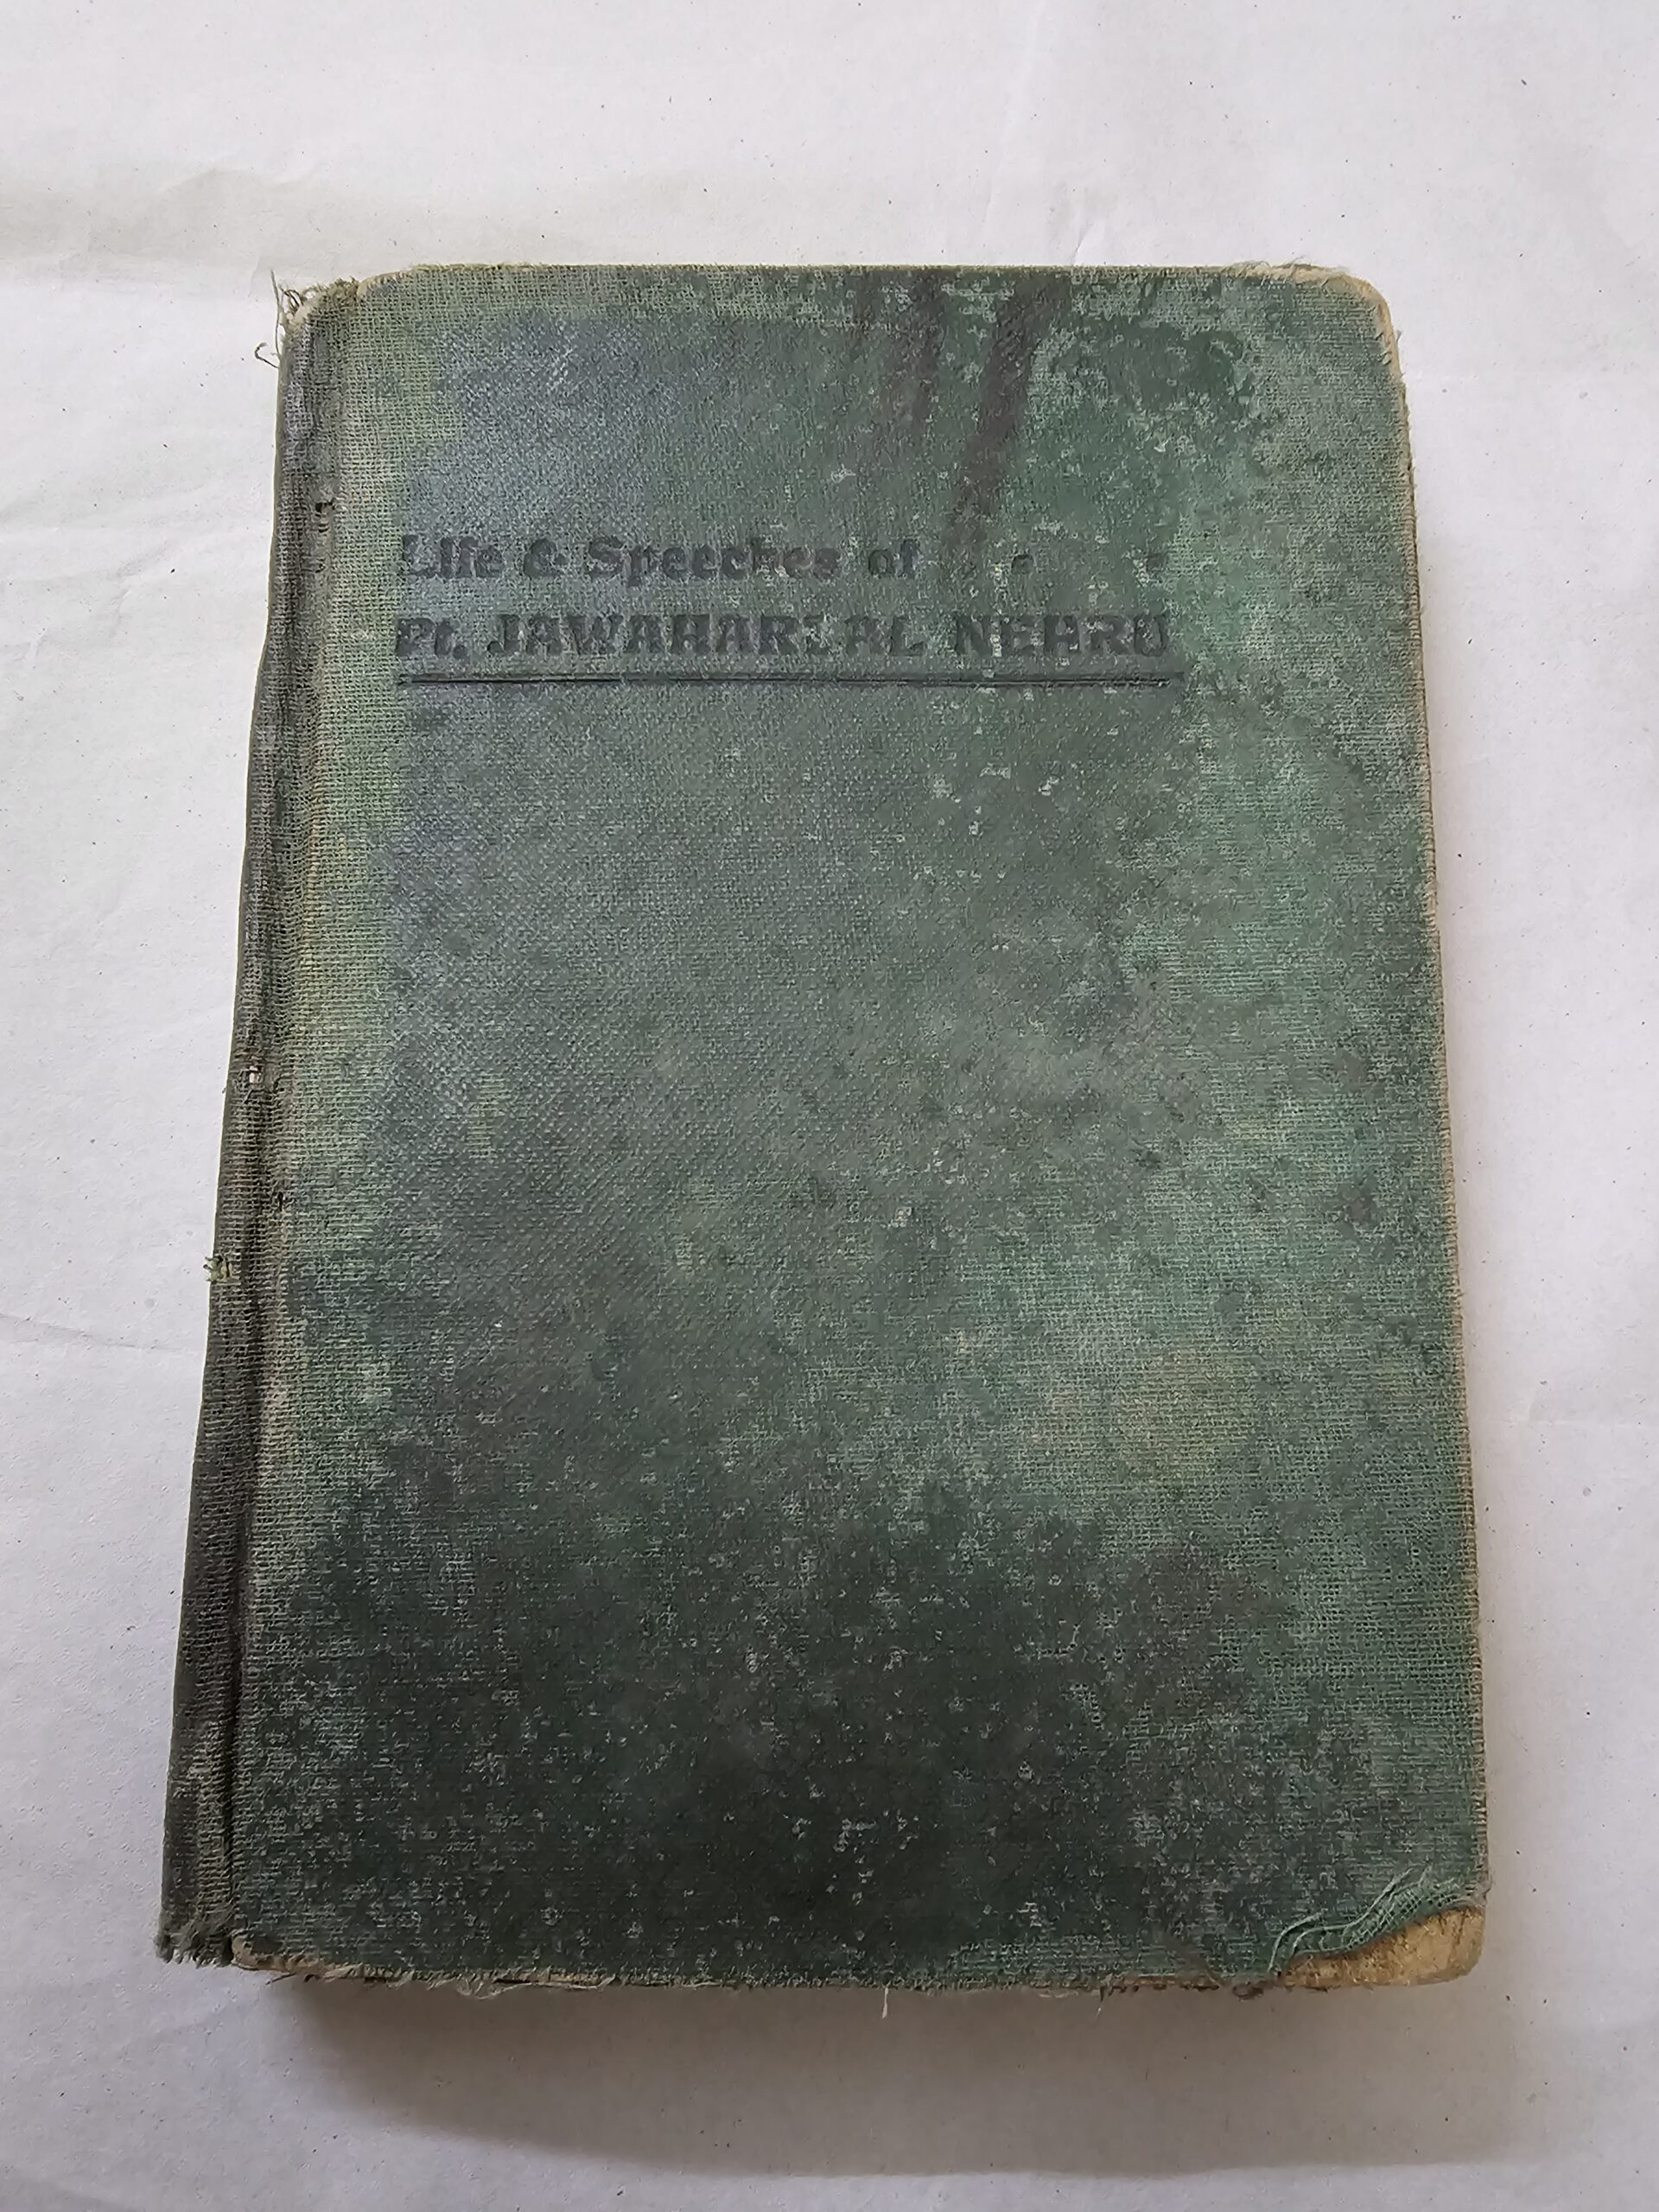 Life & Speeches of . .
Pt. JAWAHARLAL NEHRU